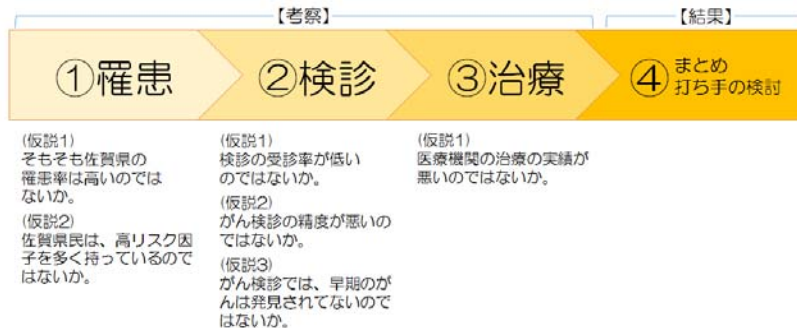 【考察】
【結果】
①罹患
②検診
③治療
④まとめ
打ち手の検討
(仮説1)
そもそも佐賀県の
罹患率は高いのでは
ないか。
(仮説2)
佐賀県民は、高リスク因
子を多く持っているので
はないか。
(仮説1)
検診の受診率が低い
のではないか。
(仮説2)
がん検診の精度が悪いの
ではないか。
(仮説3)
がん検診では、早期のが
んは発見されてないので
はないか。
(仮説1)
医療機関の治療の実績が
悪いのではないか。